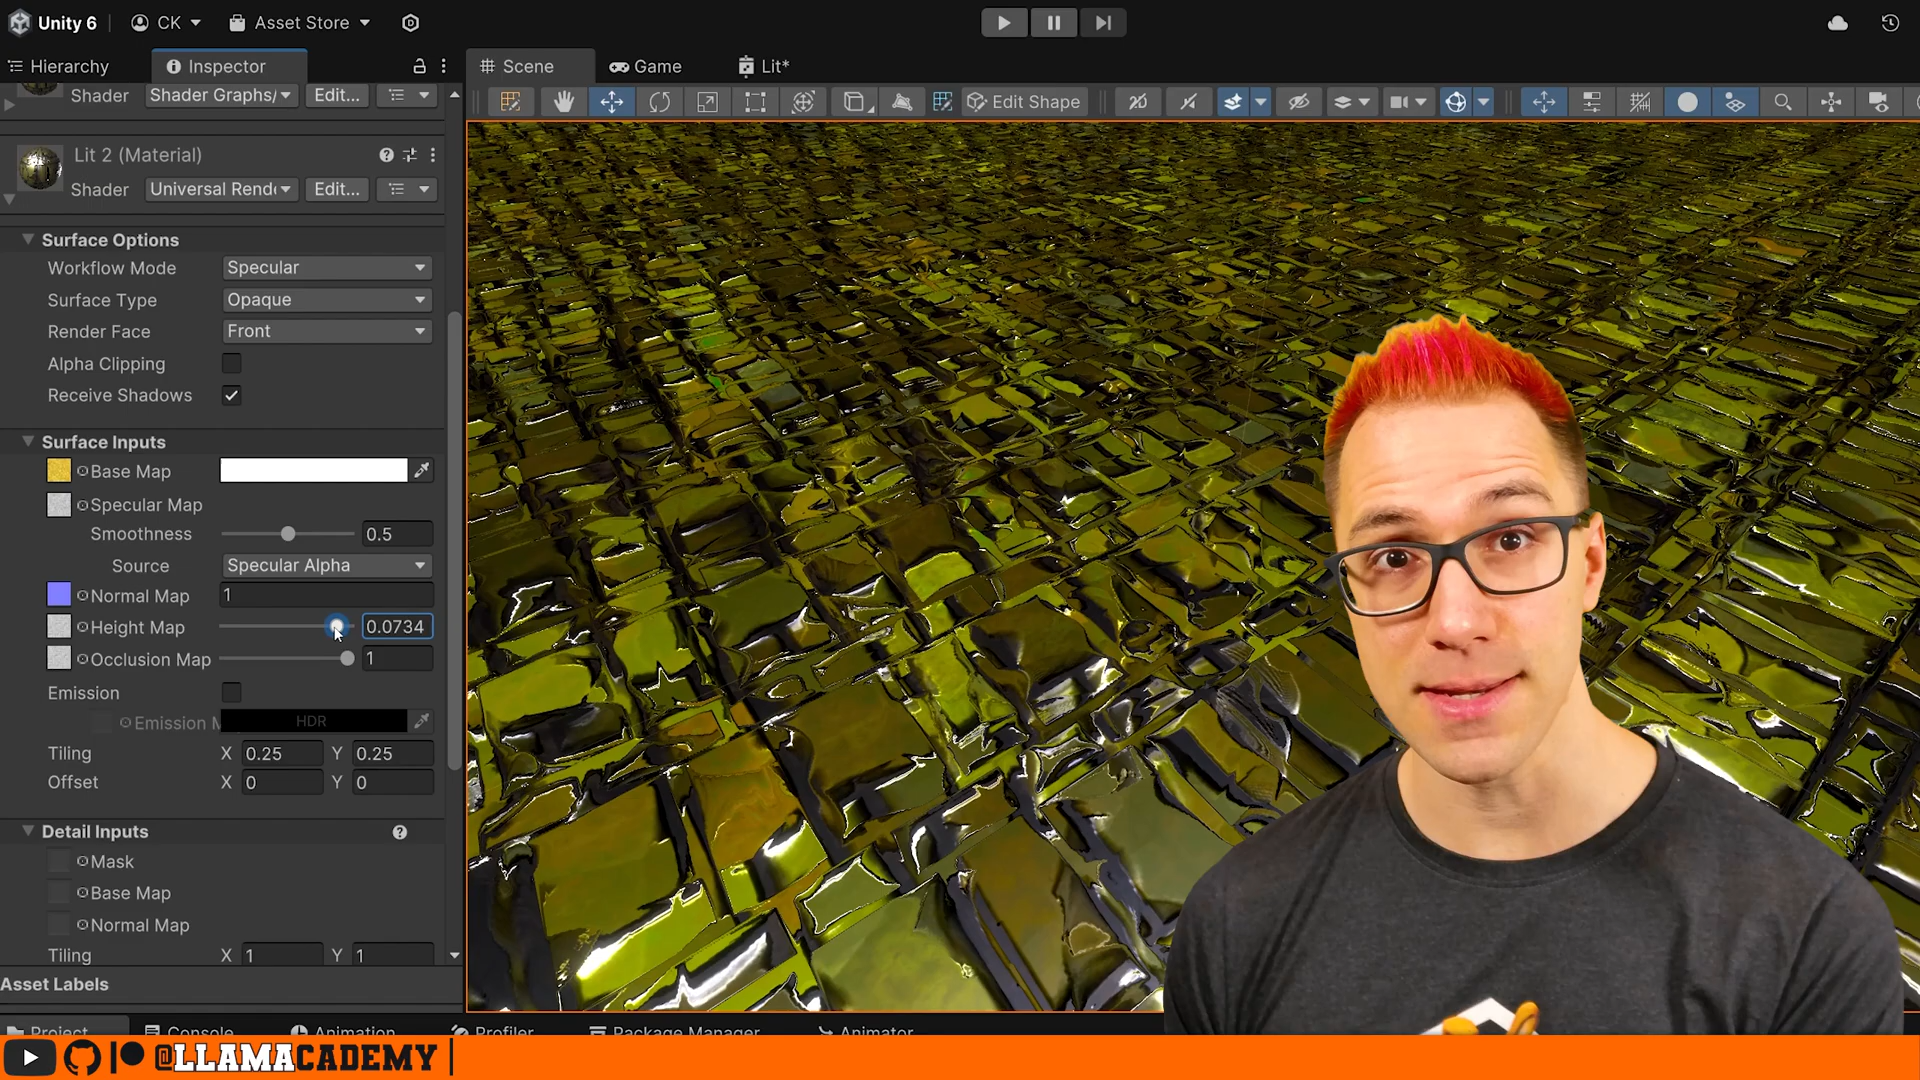 Unity 6
CK
Asset Store
Hierarchy
Inspector
Scene
Game
Lit*
Shader
Shader Graphs/
Edit...
Edit Shape
2D
Lit 2 (Material)
Shader
Universal Rend
Edit...
Surface Options
Workflow Mode
Specular
Surface Type
Opaque
Render Face
Front
Alpha Clipping
Receive Shadows
Surface Inputs
Base Map
Specular Map
Smoothness
0.5
Source
Specular Alpha
Normal Map
1
Height Map
0.0734
Occlusion Map
1
Emission
Emission M
HDR
Tiling
X 0.25 Y 0.25
Offset
X 0 Y 0
Detail Inputs
Mask
Base Map
Normal Map
Tiling
X 1 Y 1
Asset Labels
Project
Console
Animation
Profiler
Package Manager
Animator
@LLAMACADEMY